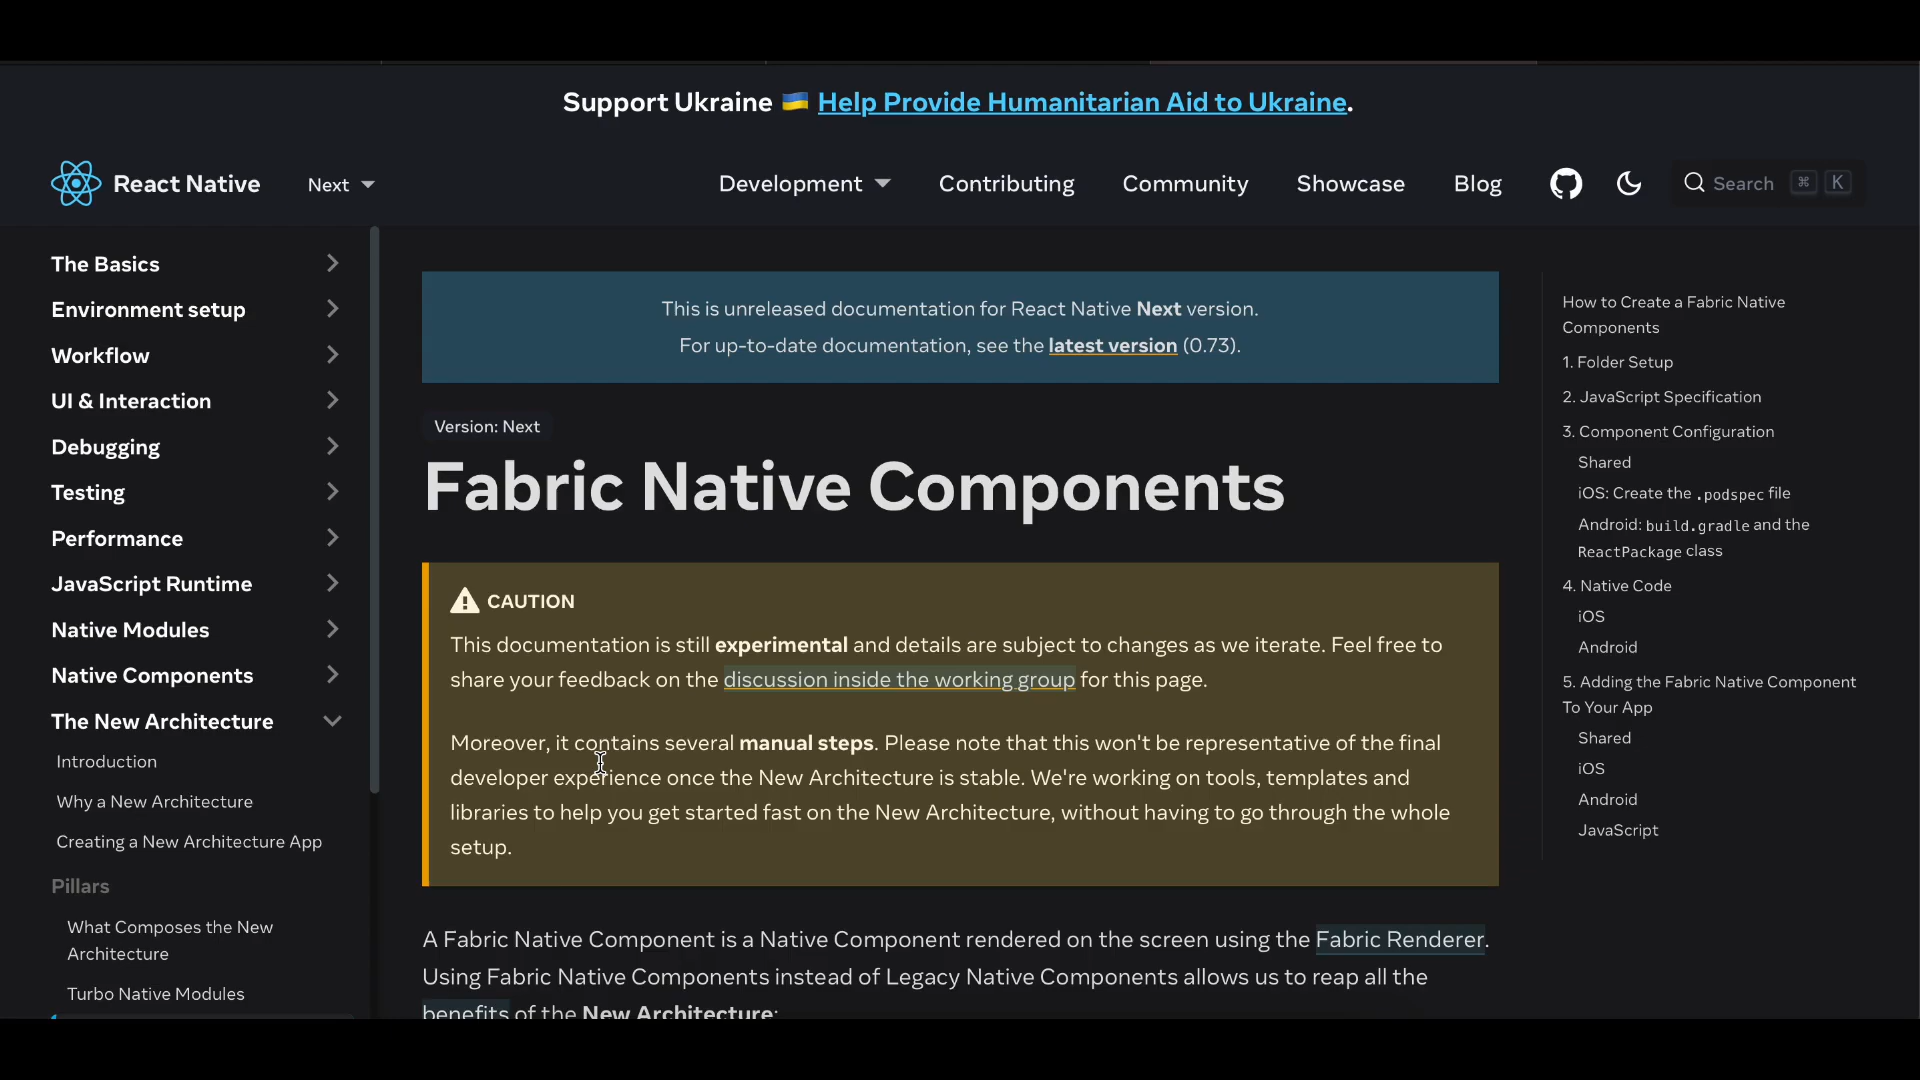 Support Ukraine 🇺🇦 Help Provide Humanitarian Aid to Ukraine.
React Native
Next
Development
Contributing
Community
Showcase
Blog
Search ⌘ K
The Basics
Environment setup
Workflow
UI & Interaction
Debugging
Testing
Performance
JavaScript Runtime
Native Modules
Native Components
The New Architecture
Introduction
Why a New Architecture
Creating a New Architecture App
Pillars
What Composes the New
Architecture
Turbo Native Modules
This is unreleased documentation for React Native Next version.
For up-to-date documentation, see the latest version (0.73).
Version: Next
Fabric Native Components
CAUTION
This documentation is still experimental and details are subject to changes as we iterate. Feel free to
share your feedback on the discussion inside the working group for this page.
Moreover, it contains several manual steps. Please note that this won't be representative of the final
developer experience once the New Architecture is stable. We're working on tools, templates and
libraries to help you get started fast on the New Architecture, without having to go through the whole
setup.
A Fabric Native Component is a Native Component rendered on the screen using the Fabric Renderer.
Using Fabric Native Components instead of Legacy Native Components allows us to reap all the
benefits of the New Architecture:
How to Create a Fabric Native
Components
1. Folder Setup
2. JavaScript Specification
3. Component Configuration
Shared
iOS: Create the .podspec file
Android: build.gradle and the
ReactPackage class
4. Native Code
iOS
Android
5. Adding the Fabric Native Component
To Your App
Shared
iOS
Android
JavaScript